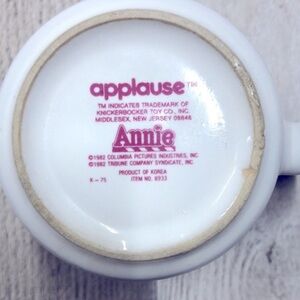 applause™
TM INDICATES TRADEMARK OF
KNICKERBOCKER TOY CO., INC.
MIDDLESEX, NEW JERSEY 08846
Annie
©1982 COLUMBIA PICTURES INDUSTRIES, INC
©1982 TRIBUNE COMPANY SYNDICATE, INC
PRODUCT OF KOREA
K-75 ITEM NO. 6933